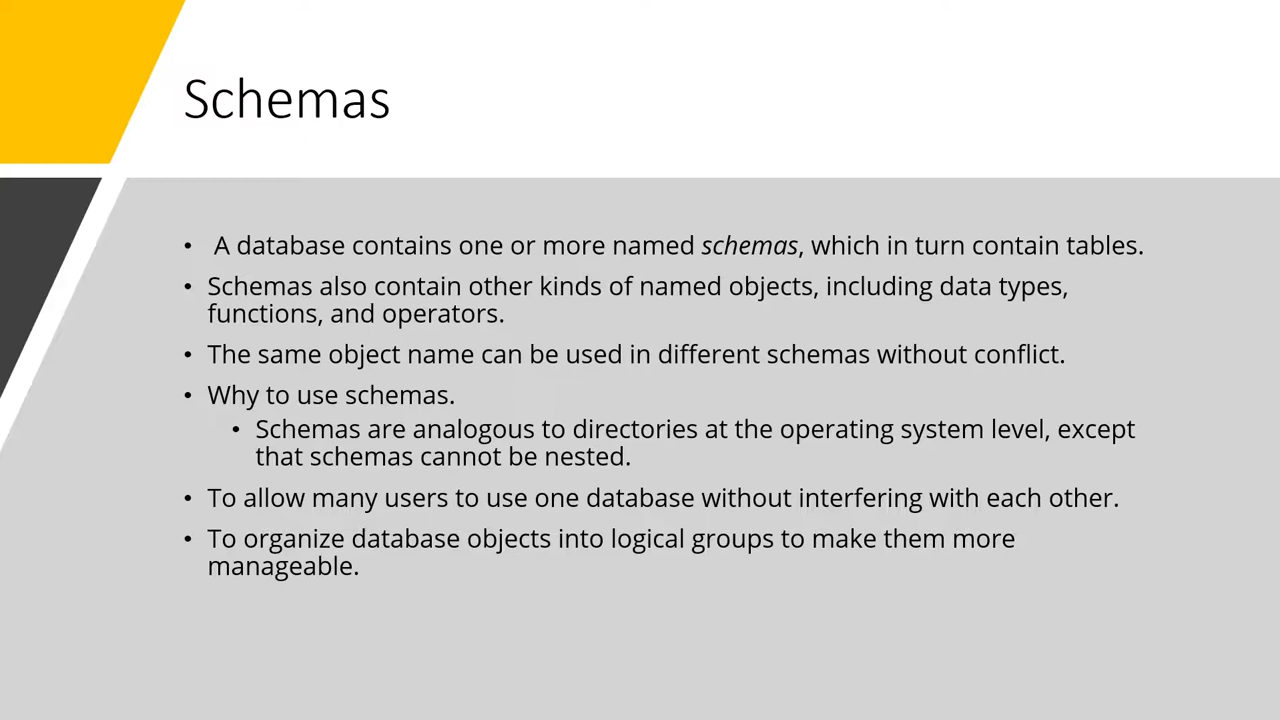 Schemas
• A database contains one or more named schemas, which in turn contain tables.
• Schemas also contain other kinds of named objects, including data types,
functions, and operators.
• The same object name can be used in different schemas without conflict.
• Why to use schemas.
• Schemas are analogous to directories at the operating system level, except
that schemas cannot be nested.
• To allow many users to use one database without interfering with each other.
• To organize database objects into logical groups to make them more
manageable.